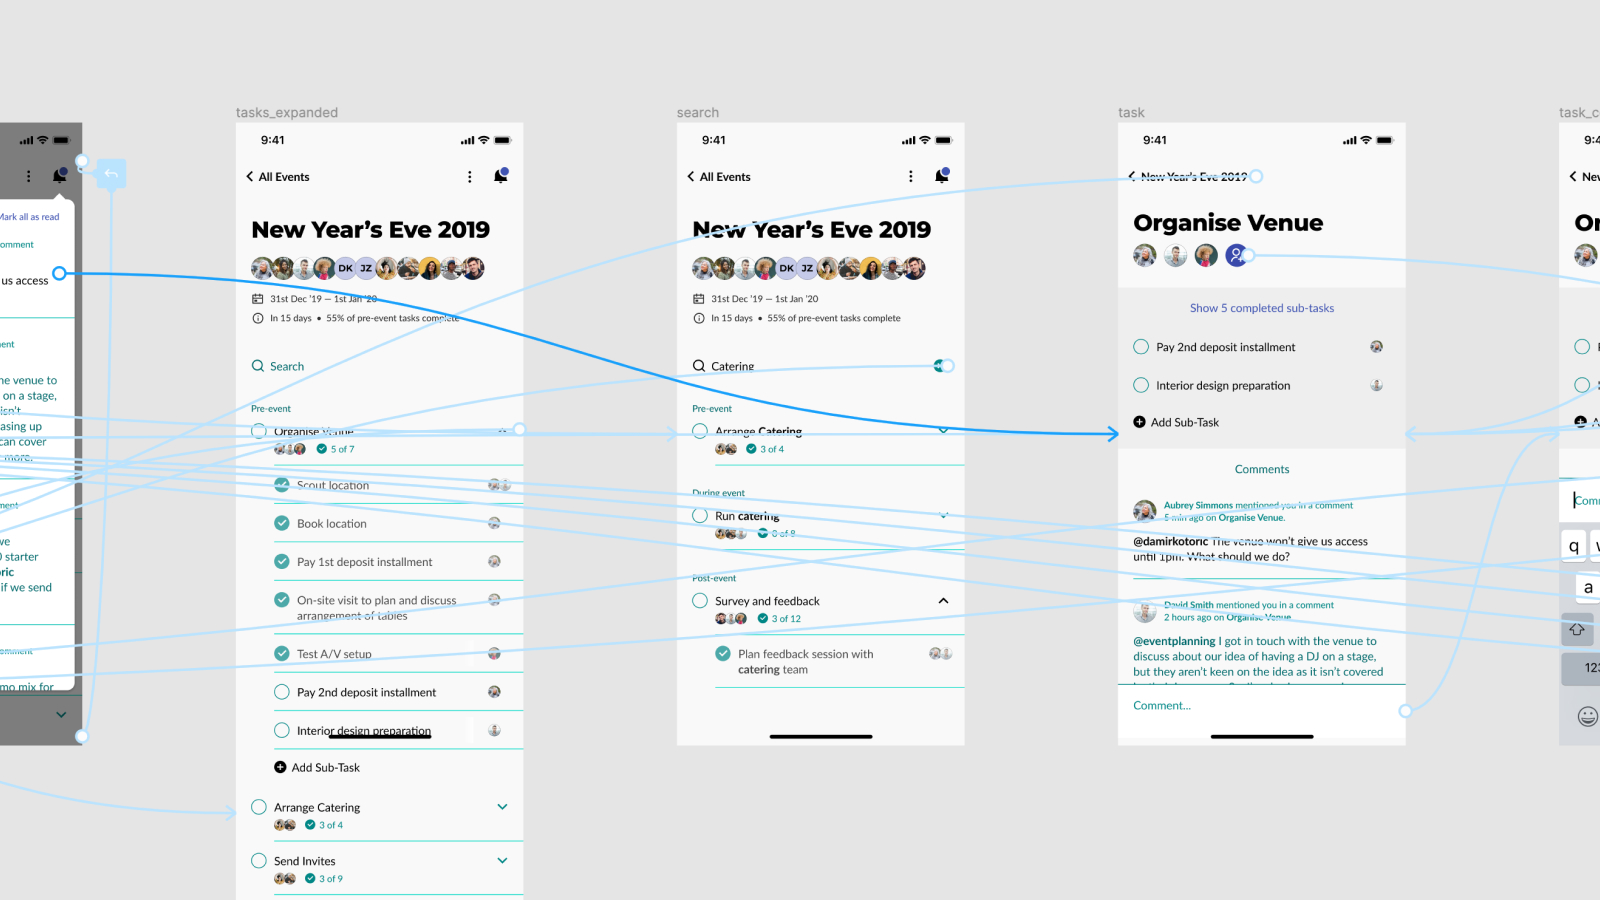 Mark all as read
omment
us access
ent
he venue to
on a stage,
isn't
asing up
can cover
more.
ment
we
starter
ric
if we send
omment
mo mix for
tasks_expanded
9:41
All Events
New Year's Eve 2019
DK JZ
31st Dec '19 — 1st Jan '20
In 15 days • 55% of pre-event tasks complete
Search
Pre-event
Organise Venue
5 of 7
Scout location
Book location
Pay 1st deposit installment
On-site visit to plan and discuss
arrangement of tables
Test A/V setup
Pay 2nd deposit installment
Interior design preparation
Add Sub-Task
Arrange Catering
3 of 4
Send Invites
3 of 9
search
9:41
All Events
New Year's Eve 2019
DK JZ
31st Dec '19 — 1st Jan '20
In 15 days • 55% of pre-event tasks complete
Catering
Pre-event
Arrange Catering
3 of 4
During event
Run catering
0 of 8
Post-event
Survey and feedback
3 of 12
Plan feedback session with
catering team
task
9:41
New Year's Eve 2019
Organise Venue
Show 5 completed sub-tasks
Pay 2nd deposit installment
Interior design preparation
Add Sub-Task
Comments
Aubrey Simmons mentioned you in a comment
5 min ago on Organise Venue.
@damirkotoric The venue won't give us access
until 1pm. What should we do?
David Smith mentioned you in a comment
2 hours ago on Organise Venue
@eventplanning I got in touch with the venue to
discuss about our idea of having a DJ on a stage,
but they aren't keen on the idea as it isn't covered
Comment...
task_c
9:4
New
Or
A
Com
q w
a
123